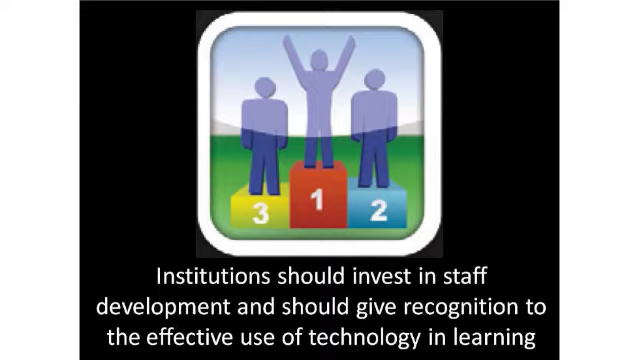 3
1
2
Institutions should invest in staff
development and should give recognition to
the effective use of technology in learning